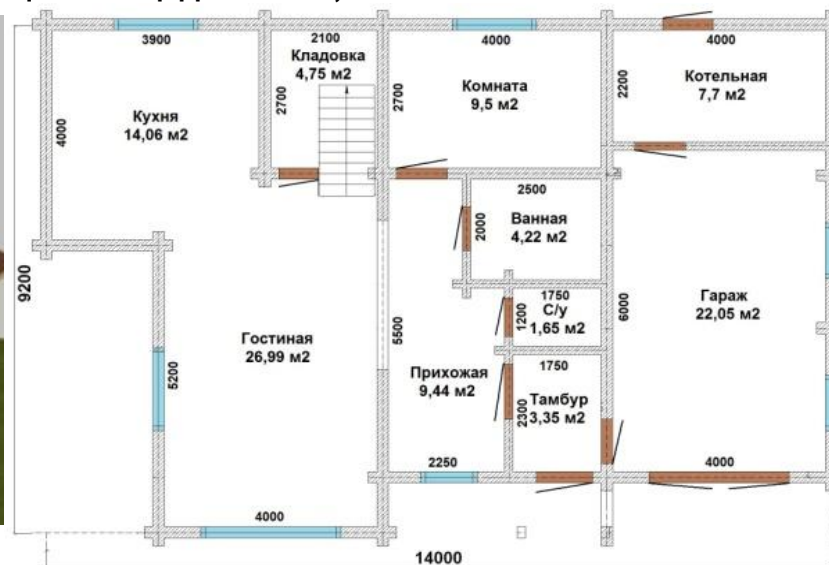 3900
2100
4000
4000
Кладовка
4,75 м2
2700
2700
Комната
9,5 м2
2200
Котельная
7,7 м2
4000
Кухня
14,06 м2
2500
Ванная
4,22 м2
2000
9200
5200
Гостиная
26,99 м2
5500
1750
С/у
1,65 м2
1200
6000
Гараж
22,05 м2
Прихожая
9,44 м2
1750
Тамбур
3,35 м2
2300
2250
4000
4000
14000